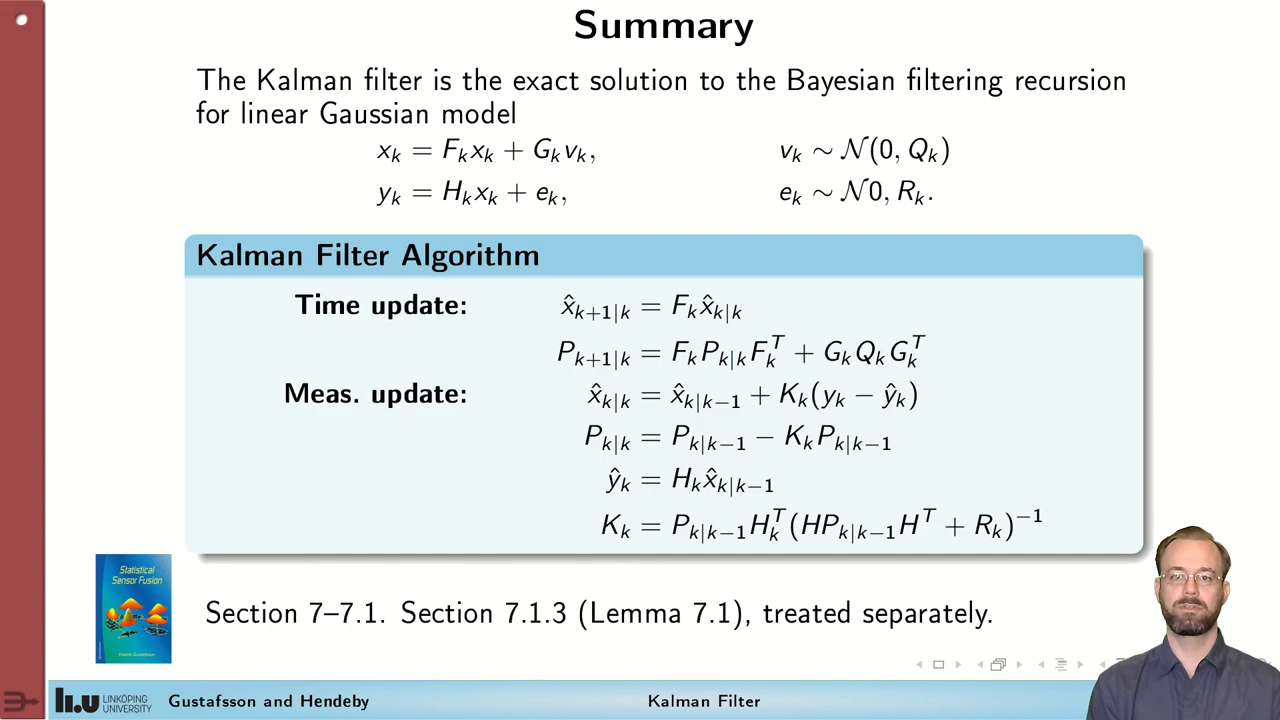 Summary
The Kalman filter is the exact solution to the Bayesian filtering recursion
for linear Gaussian model
x_k = F_k x_k + G_k v_k,   v_k ∼ 𝒩(0, Q_k)
y_k = H_k x_k + e_k,   e_k ∼ 𝒩0, R_k.
Kalman Filter Algorithm
Time update:   x̂_{k+1|k} = F_k x̂_{k|k}
P_{k+1|k} = F_k P_{k|k} F_k^T + G_k Q_k G_k^T
Meas. update:   x̂_{k|k} = x̂_{k|k−1} + K_k(y_k − ŷ_k)
P_{k|k} = P_{k|k−1} − K_k P_{k|k−1}
ŷ_k = H_k x̂_{k|k−1}
K_k = P_{k|k−1} H_k^T (HP_{k|k−1} H^T + R_k)^{−1}
Statistical
Sensor Fusion
Fredrik Gustafsson
Section 7–7.1. Section 7.1.3 (Lemma 7.1), treated separately.
li.u LINKÖPING
UNIVERSITY
Gustafsson and Hendeby
Kalman Filter